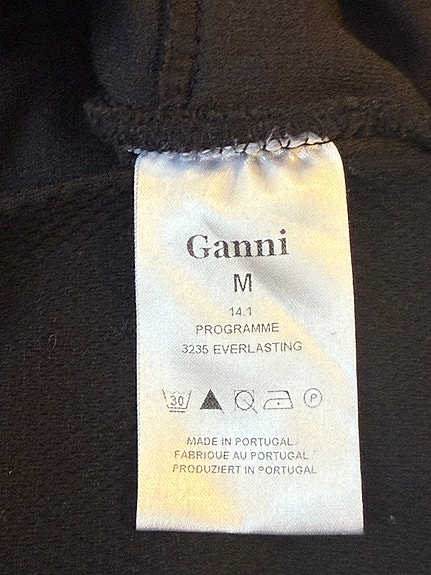 Ganni
M
14.1
PROGRAMME
3235 EVERLASTING
30 P
MADE IN PORTUGAL
FABRIQUE AU PORTUGAL
PRODUZIERT IN PORTUGAL